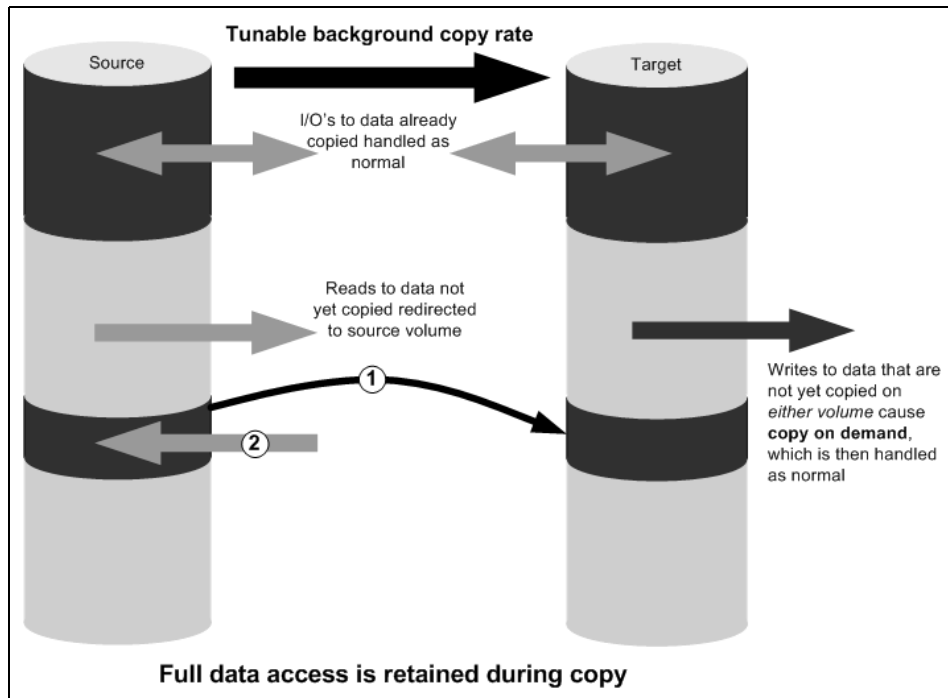 Tunable background copy rate
Source
Target
I/O's to data already
copied handled as
normal
Reads to data not
yet copied redirected
to source volume
1
2
Writes to data that are
not yet copied on
either volume cause
copy on demand,
which is then handled
as normal
Full data access is retained during copy